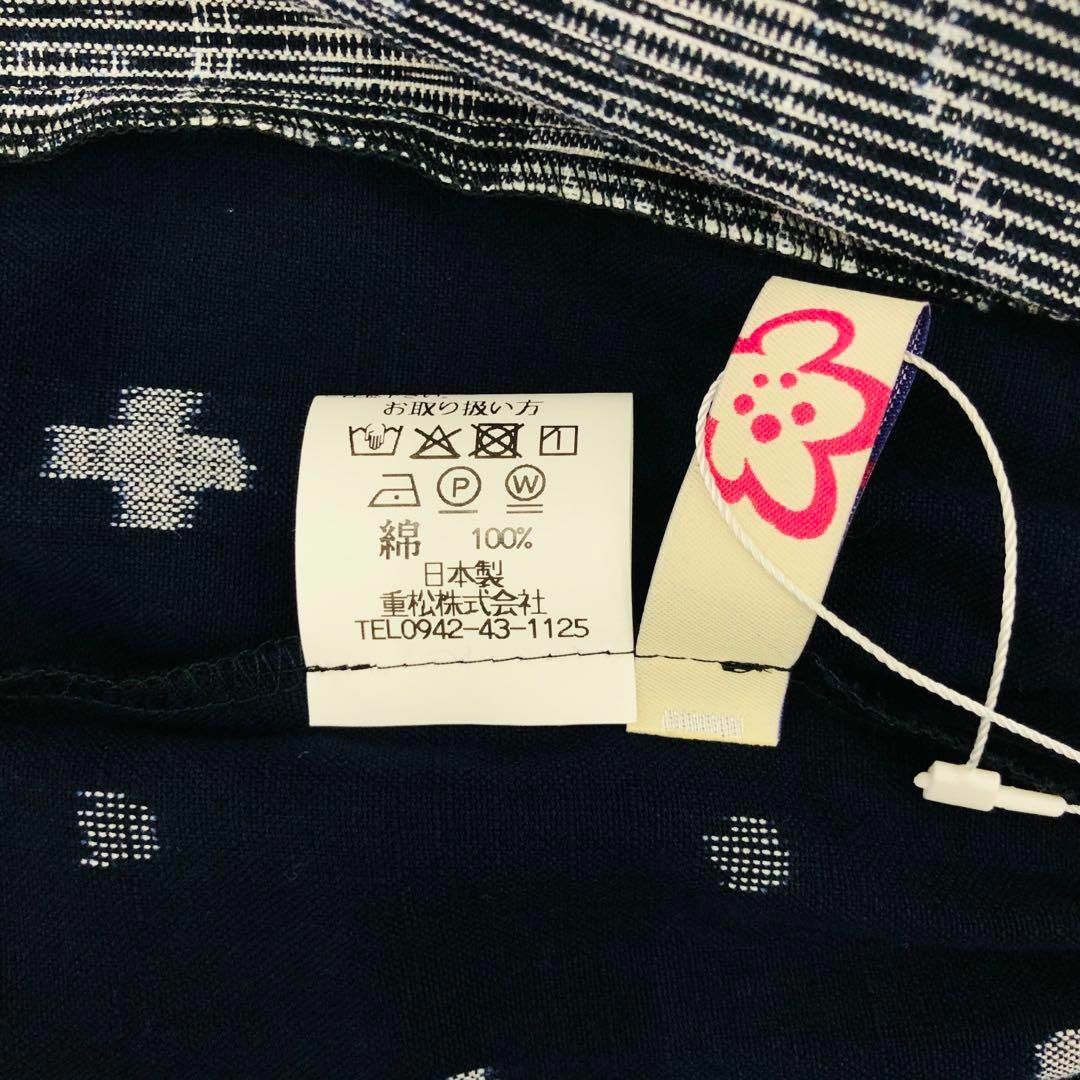 お取り扱い方
P W
綿 100%
日本製
重松株式会社
TEL0942-43-1125